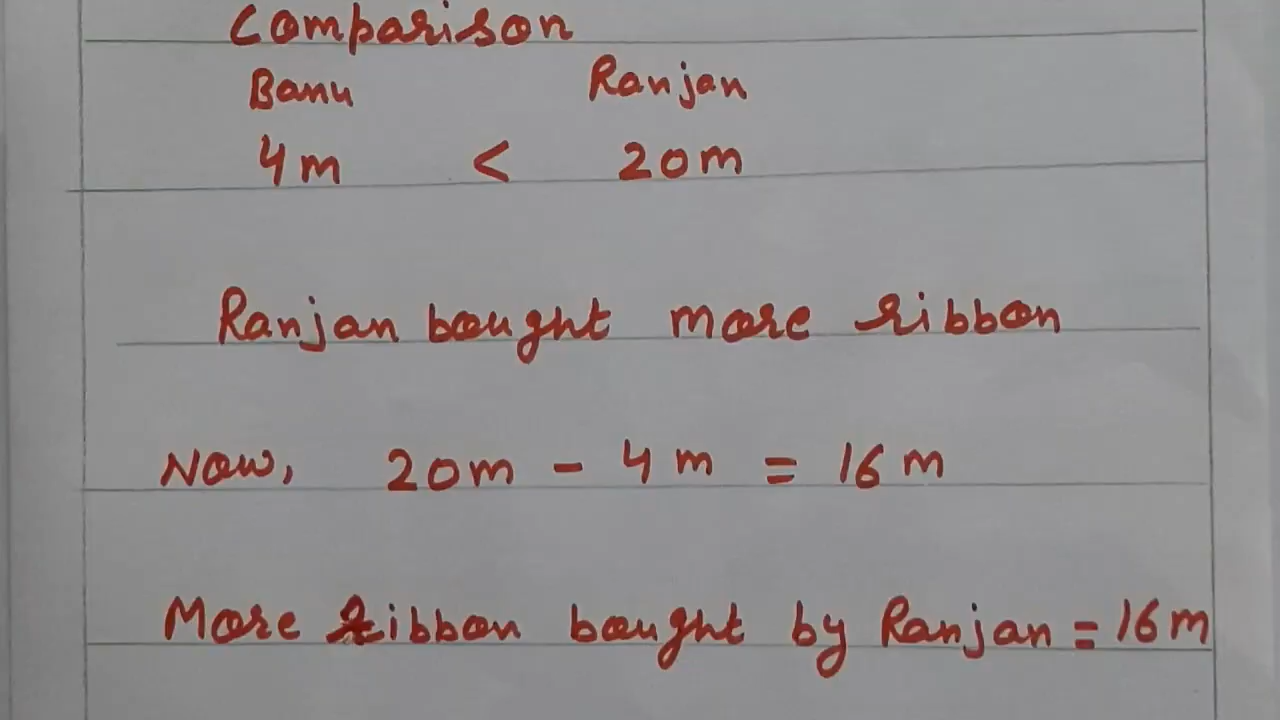 Comparison
Banu Ranjan
4m < 20m
Ranjan bought more ribbon
Now, 20m - 4m = 16m
More ribbon bought by Ranjan = 16m